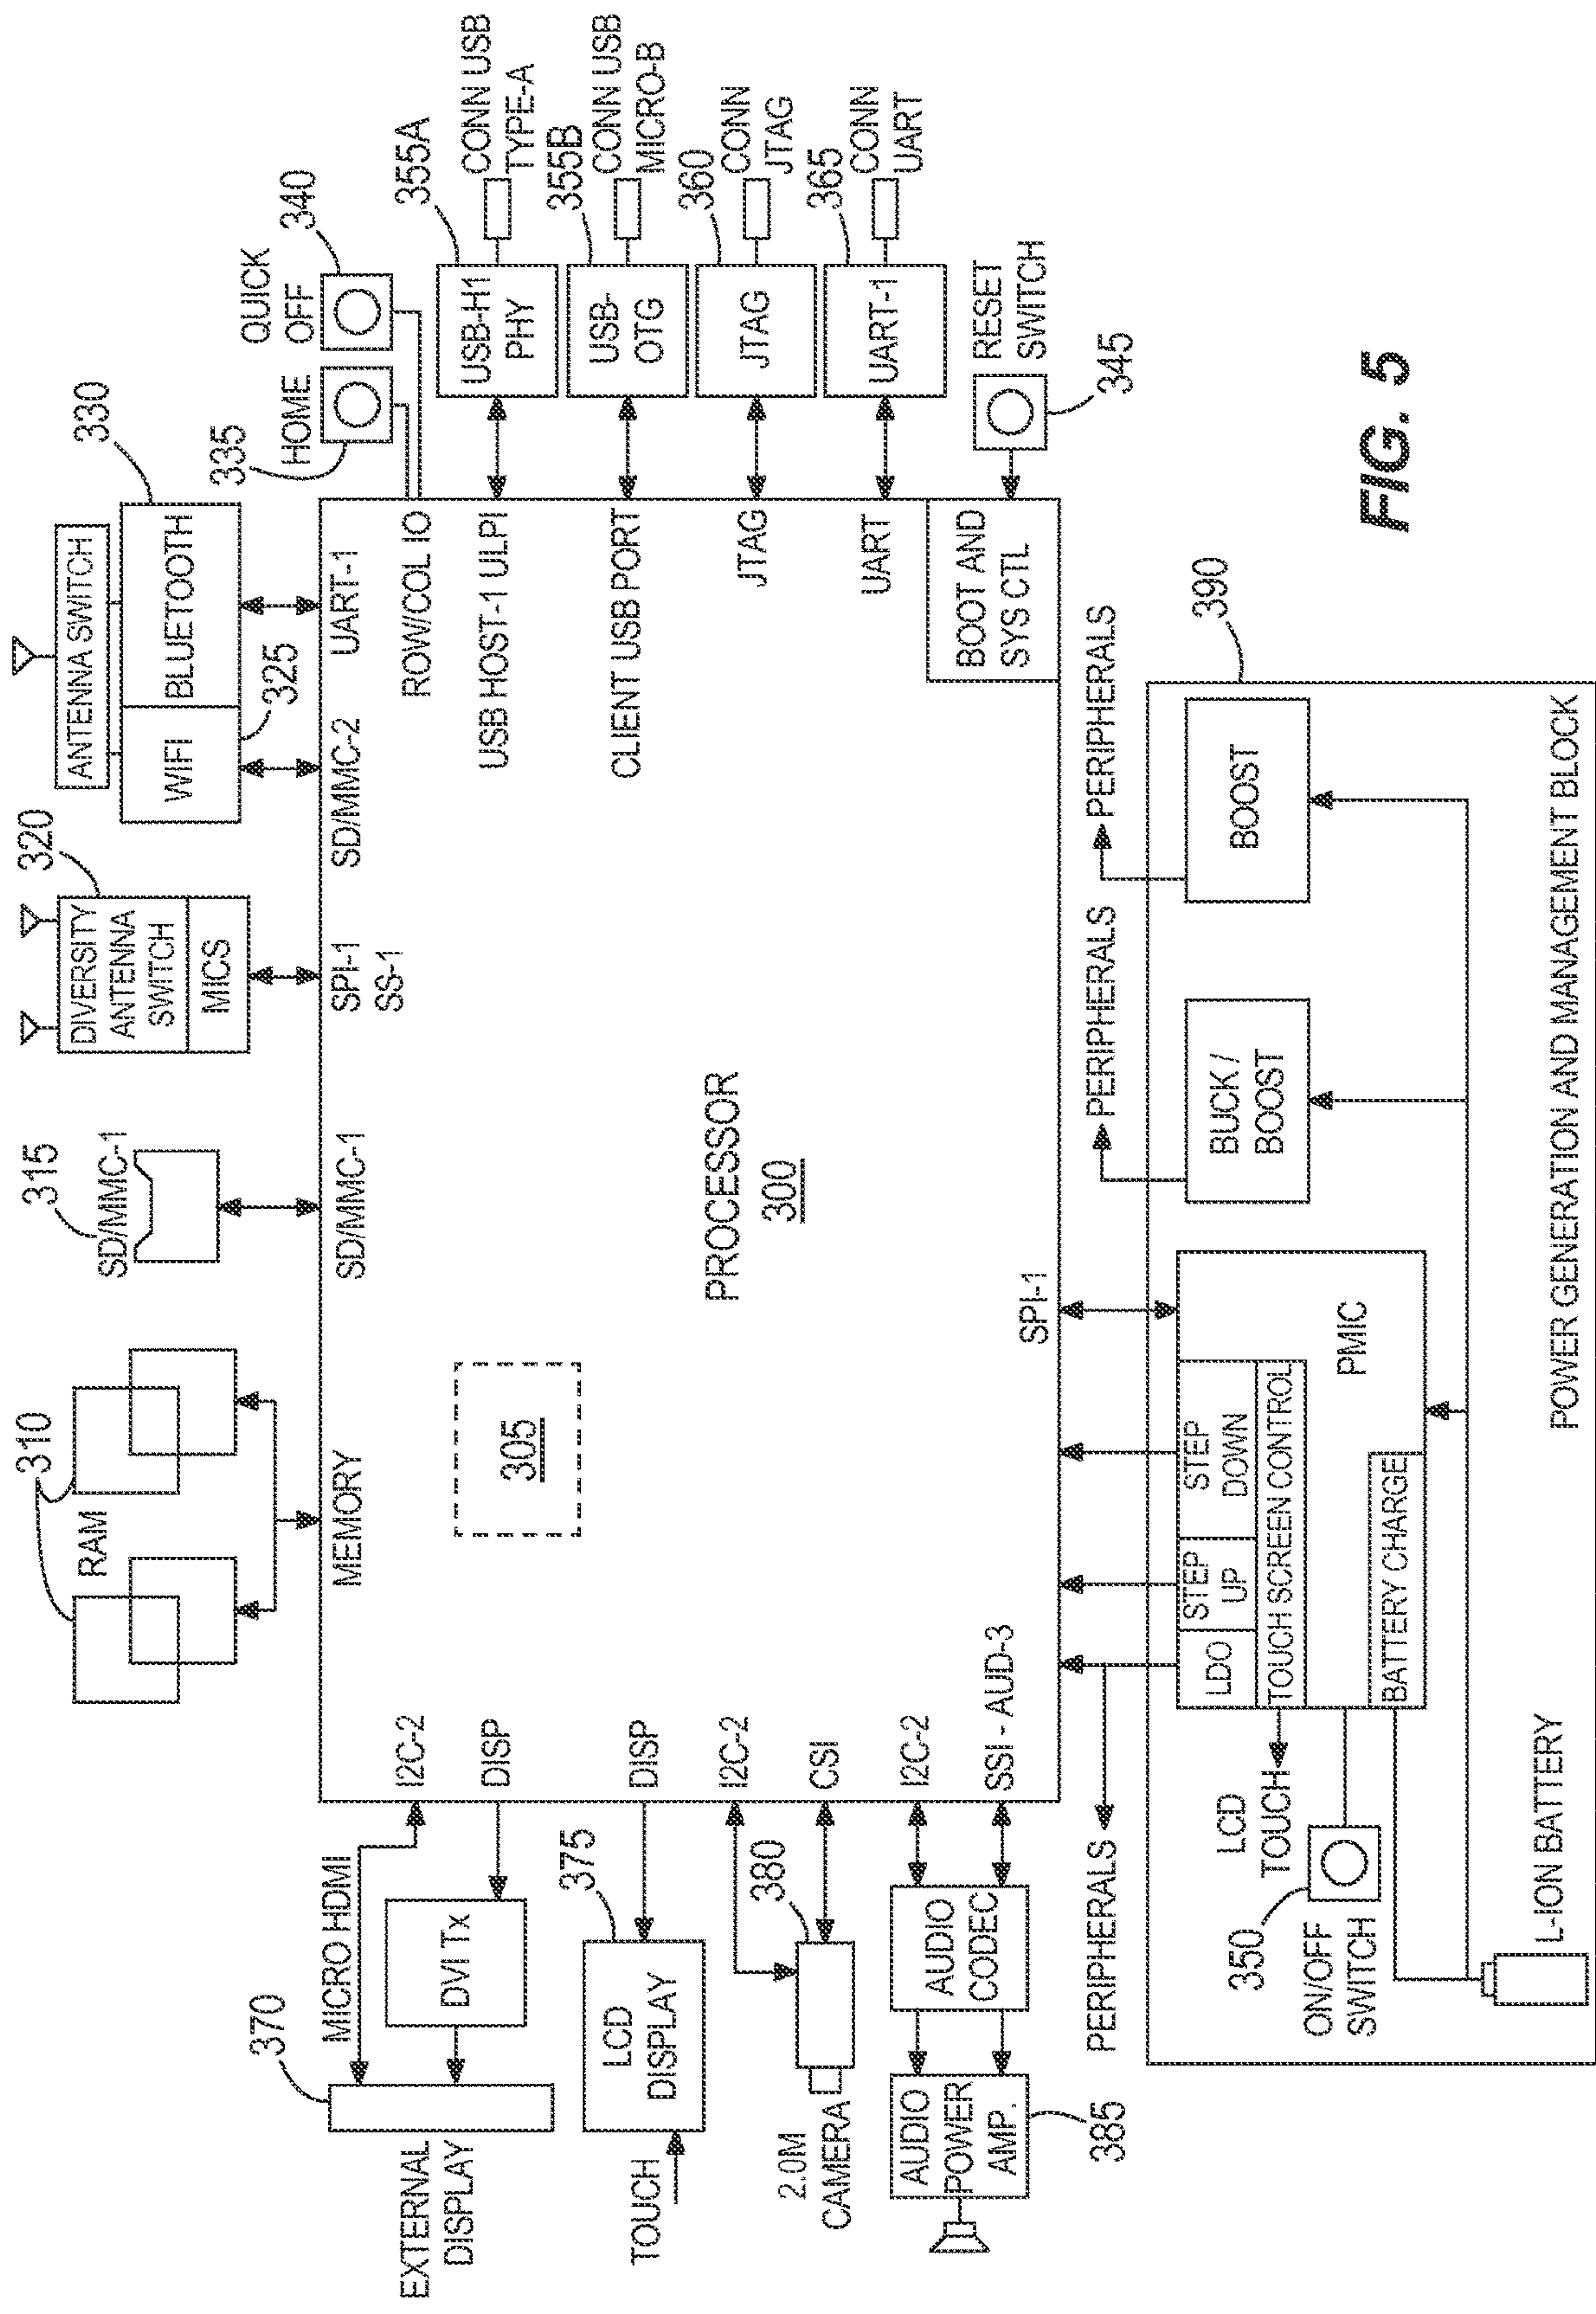 310
RAM
315
SD/MMC-1
320
DIVERSITY
ANTENNA
SWITCH
MICS
ANTENNA SWITCH
WIFI
BLUETOOTH
325
330
335
HOME
QUICK
OFF
340
370
MICRO HDMI
EXTERNAL
DISPLAY
DVI Tx
TOUCH
LCD
DISPLAY
375
2.0M
CAMERA
380
AUDIO
POWER
AMP.
385
AUDIO
CODEC
I2C-2
DISP
DISP
I2C-2
CSI
I2C-2
SSI - AUD-3
MEMORY
SD/MMC-1
SPI-1
SS-1
SD/MMC-2
UART-1
305
PROCESSOR
300
SPI-1
ROW/COL IO
USB HOST-1 ULPI
CLIENT USB PORT
JTAG
UART
BOOT AND
SYS CTL
USB-H1
PHY
355A
CONN USB
TYPE-A
USB-
OTG
355B
CONN USB
MICRO-B
JTAG
360
CONN
JTAG
UART-1
365
CONN
UART
RESET
SWITCH
345
PERIPHERALS
PERIPHERALS
PERIPHERALS
390
LCD
TOUCH
350
ON/OFF
SWITCH
LDO
STEP
UP
STEP
DOWN
TOUCH SCREEN CONTROL
PMIC
BATTERY CHARGE
BUCK /
BOOST
BOOST
L-ION BATTERY
POWER GENERATION AND MANAGEMENT BLOCK
FIG. 5